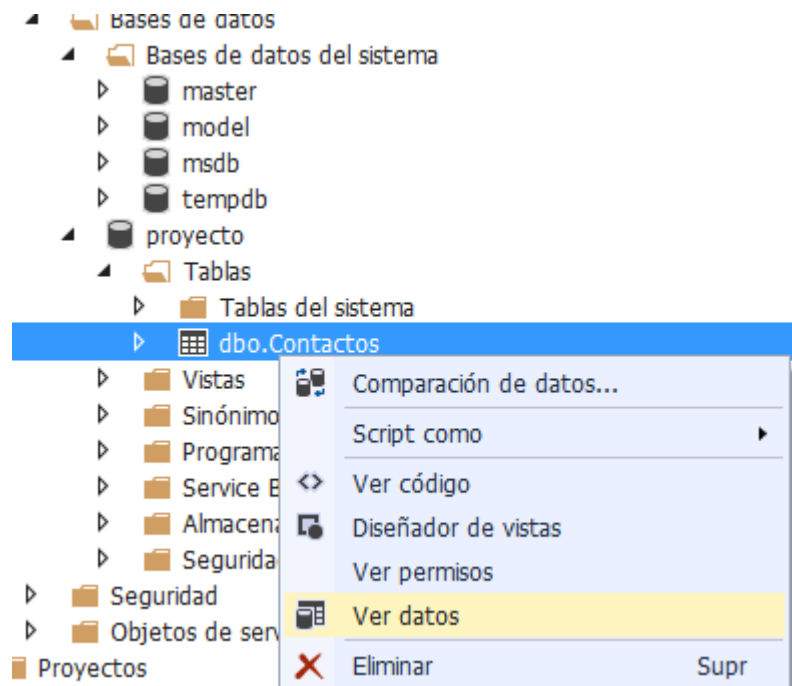 Bases de datos
Bases de datos del sistema
master
model
msdb
tempdb
proyecto
Tablas
Tablas del sistema
dbo.Contactos
Vistas
Sinónimo
Programa
Service B
Almacena
Segurida
Seguridad
Objetos de serv
Proyectos
Comparación de datos...
Script como
Ver código
Diseñador de vistas
Ver permisos
Ver datos
Eliminar Supr